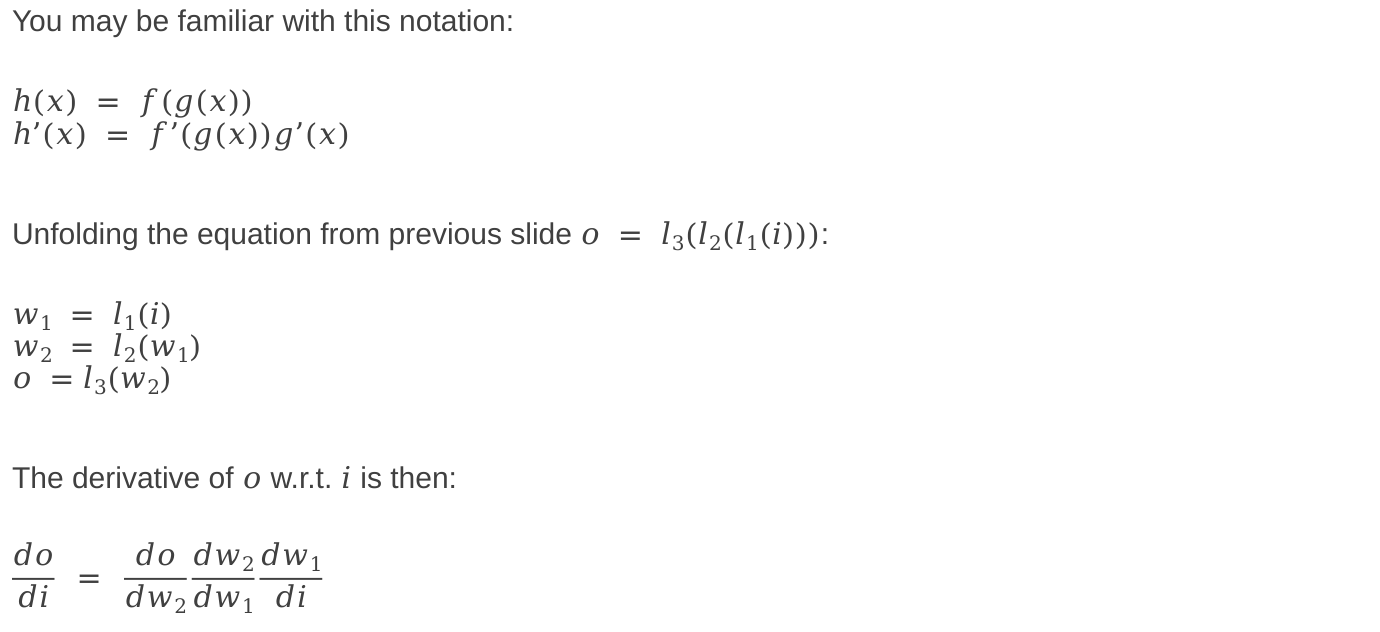 You may be familiar with this notation:
h(x) = f(g(x))
h’(x) = f’(g(x))g’(x)
Unfolding the equation from previous slide o = l₃(l₂(l₁(i))):
w₁ = l₁(i)
w₂ = l₂(w₁)
o = l₃(w₂)
The derivative of o w.r.t. i is then:
do/di = do/dw₂ dw₂/dw₁ dw₁/di